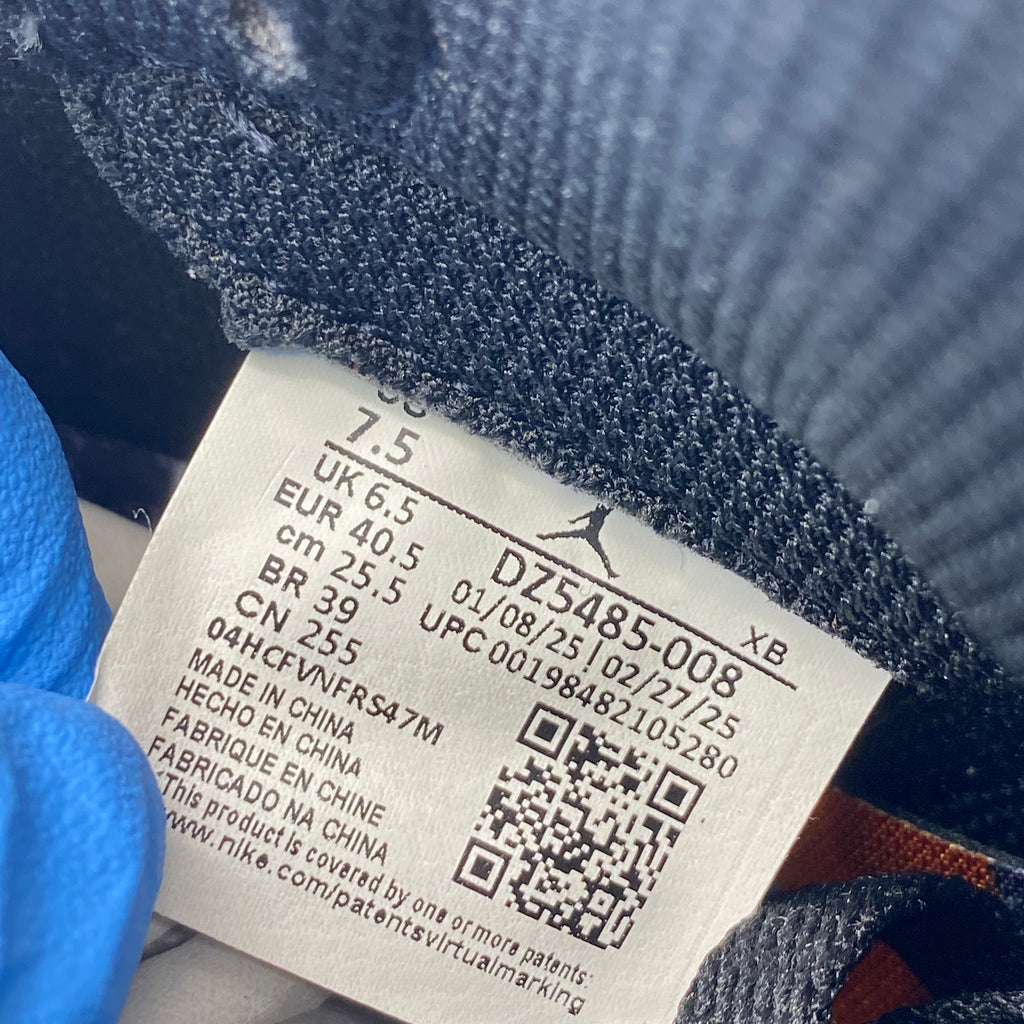 7.5
UK 6.5
EUR 40.5
cm 25.5
BR 39
CN 255
04HCFVNFRS47M
MADE IN CHINA
HECHO EN CHINA
FABRIQUE EN CHINE
FABRICADO NA CHINA
This product is covered by one or more patents:
www.nike.com/patentsvirtualmarking
XB
DZ5485-008
01/08/25 | 02/27/25
UPC 00198482105280